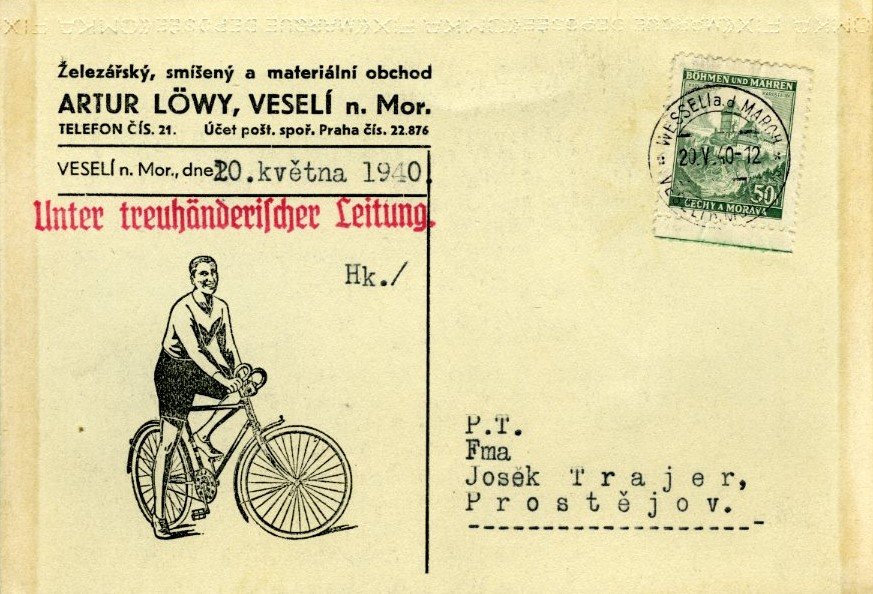 Železářský, smíšený a materiální obchod
ARTUR LÖWY, VESELÍ n. Mor.
TELEFON ČÍS. 21. Účet pošt. spoř. Praha čís. 22.876
VESELÍ n. Mor., dne 20. května 1940.
Unter treuhänderischer Leitung.
Hk./
BÖHMEN UND MÄHREN
WESSELI a.d. MARCH
20.V.40-12
50
ČECHY A MORAVA
P.T.
Fma
Josek Trajer,
Prostějov.